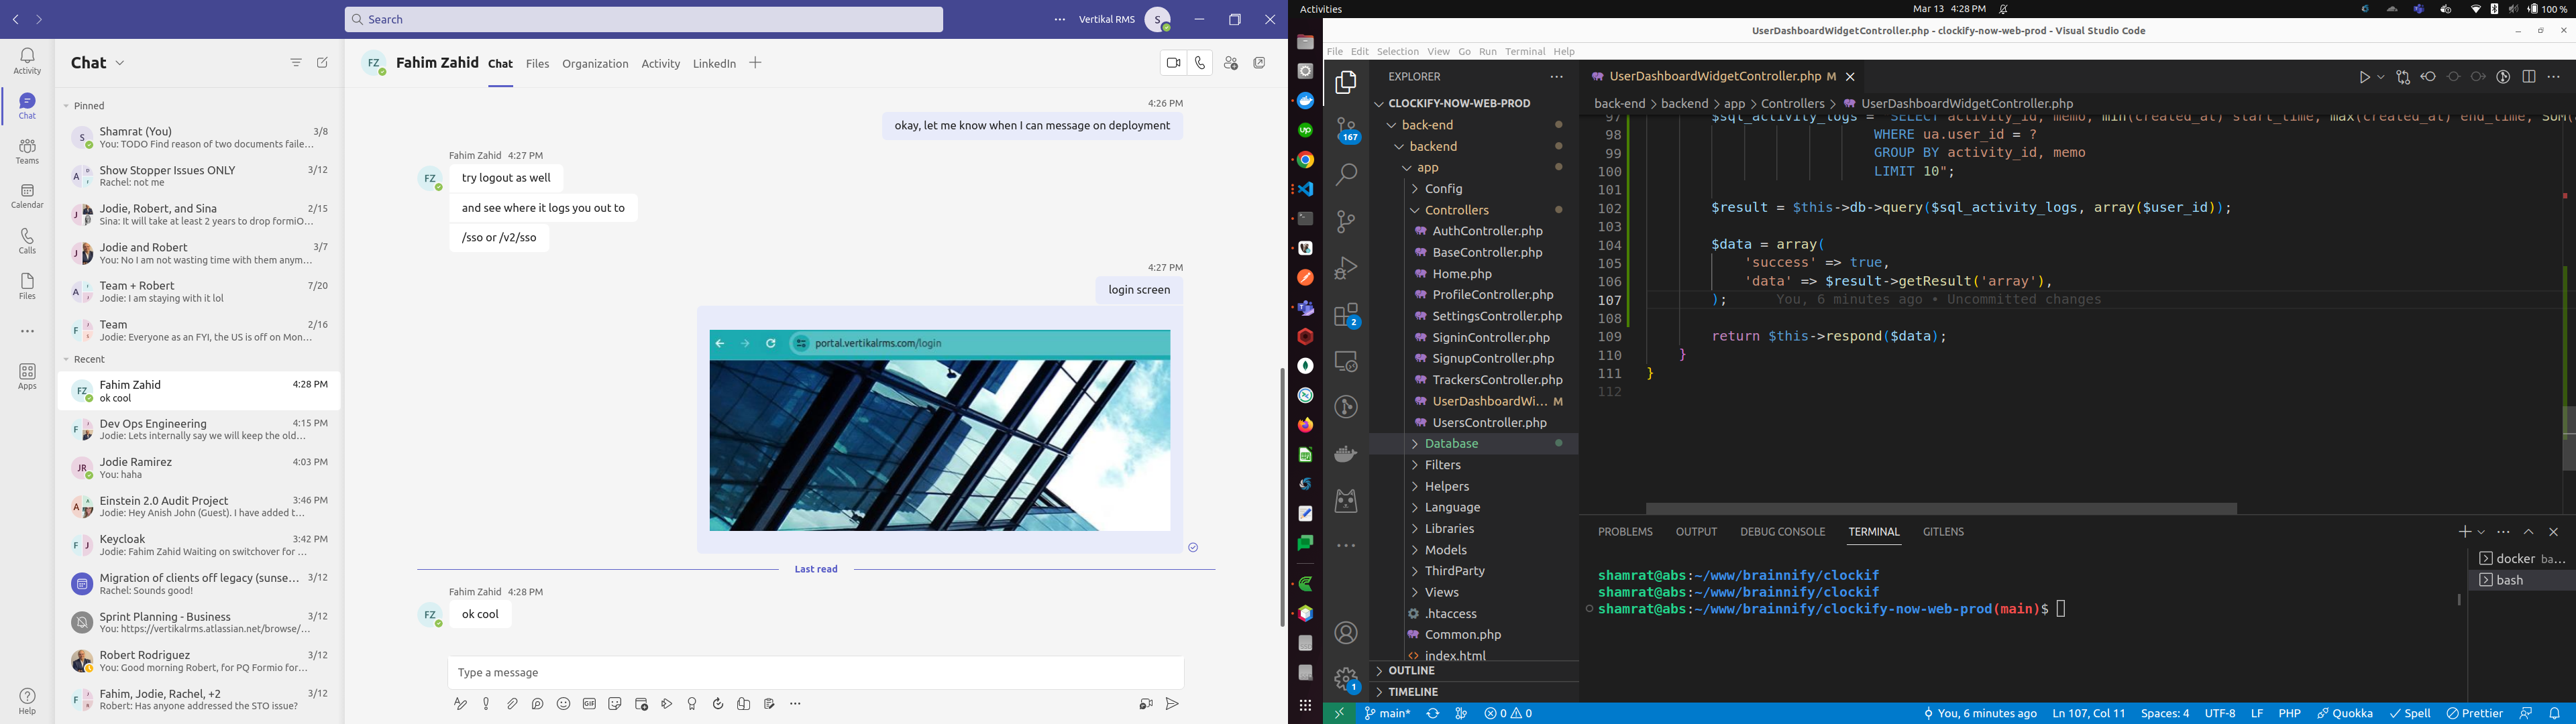 Search
Vertikal RMS
S
Activity
Chat
Teams
Calendar
Calls
Files
Apps
Help
Chat
Pinned
Shamrat (You) 3/8
You: TODO Find reason of two documents faile...
Show Stopper Issues ONLY 3/12
Rachel: not me
Jodie, Robert, and Sina 2/15
Sina: It will take at least 2 years to drop formiO...
Jodie and Robert 3/7
You: No I am not wasting time with them anym...
Team + Robert 7/20
Jodie: I am staying with it lol
Team 2/16
Jodie: Everyone as an FYI, the US is off on Mon...
Recent
FZ Fahim Zahid 4:28 PM
ok cool
Dev Ops Engineering 4:15 PM
Jodie: Lets internally say we will keep the old...
JR Jodie Ramirez 4:03 PM
You: haha
Einstein 2.0 Audit Project 3:46 PM
Jodie: Hey Anish John (Guest). I have added t...
Keycloak 3:42 PM
Jodie: Fahim Zahid Waiting on switchover for ...
Migration of clients off legacy (sunse... 3/12
Rachel: Sounds good!
Sprint Planning - Business 3/12
You: https://vertikalrms.atlassian.net/browse/...
Robert Rodriguez 3/12
You: Good morning Robert, for PQ Formio for...
Fahim, Jodie, Rachel, +2 3/12
Robert: Has anyone addressed the STO issue?
FZ Fahim Zahid Chat Files Organization Activity LinkedIn
4:26 PM
okay, let me know when I can message on deployment
Fahim Zahid 4:27 PM
FZ try logout as well
and see where it logs you out to
/sso or /v2/sso
4:27 PM
login screen
portal.vertikalrms.com/login
Last read
Fahim Zahid 4:28 PM
FZ ok cool
Type a message
GIF
Activities
Mar 13 4:28 PM
100 %
UserDashboardWidgetController.php - clockify-now-web-prod - Visual Studio Code
File Edit Selection View Go Run Terminal Help
167
2
1
EXPLORER
CLOCKIFY-NOW-WEB-PROD
back-end
backend
app
Config
Controllers
AuthController.php
BaseController.php
Home.php
ProfileController.php
SettingsController.php
SigninController.php
SignupController.php
TrackersController.php
UserDashboardWi... M
UsersController.php
Database
Filters
Helpers
Language
Libraries
Models
ThirdParty
Views
.htaccess
Common.php
index.html
OUTLINE
TIMELINE
UserDashboardWidgetController.php M
back-end > backend > app > Controllers > UserDashboardWidgetController.php
97 $sql_activity_logs = "SELECT activity_id, memo, min(created_at) start_time, max(created_at) end_time, SUM(
98 WHERE ua.user_id = ?
99 GROUP BY activity_id, memo
100 LIMIT 10";
101
102 $result = $this->db->query($sql_activity_logs, array($user_id));
103
104 $data = array(
105 'success' => true,
106 'data' => $result->getResult('array'),
107 ); You, 6 minutes ago • Uncommitted changes
108
109 return $this->respond($data);
110 }
111 }
112
PROBLEMS OUTPUT DEBUG CONSOLE TERMINAL GITLENS
shamrat@abs:~/www/brainnify/clockif
shamrat@abs:~/www/brainnify/clockif
shamrat@abs:~/www/brainnify/clockify-now-web-prod(main)$
docker ba...
bash
main* 0 0 You, 6 minutes ago Ln 107, Col 11 Spaces: 4 UTF-8 LF PHP Quokka Spell Prettier